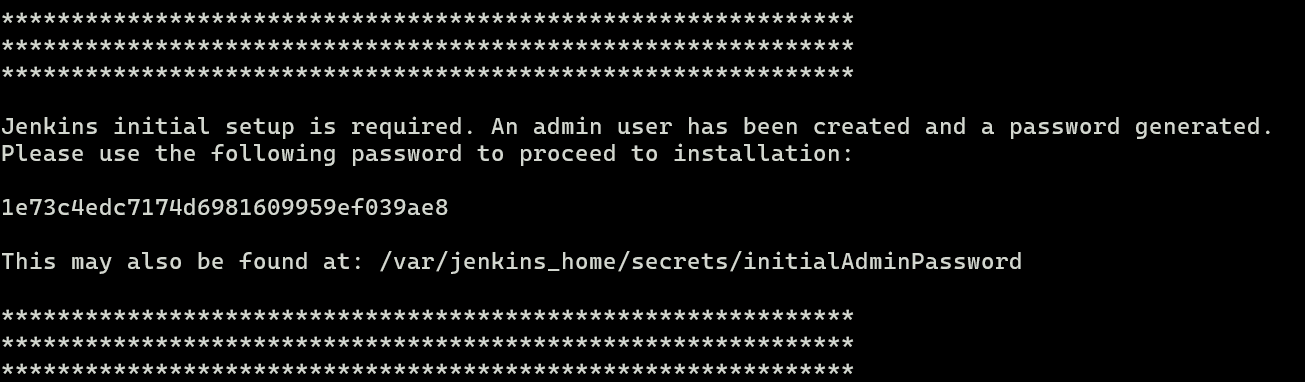 *************************************************************
*************************************************************
*************************************************************
Jenkins initial setup is required. An admin user has been created and a password generated.
Please use the following password to proceed to installation:
1e73c4edc7174d6981609959ef039ae8
This may also be found at: /var/jenkins_home/secrets/initialAdminPassword
*************************************************************
*************************************************************
*************************************************************